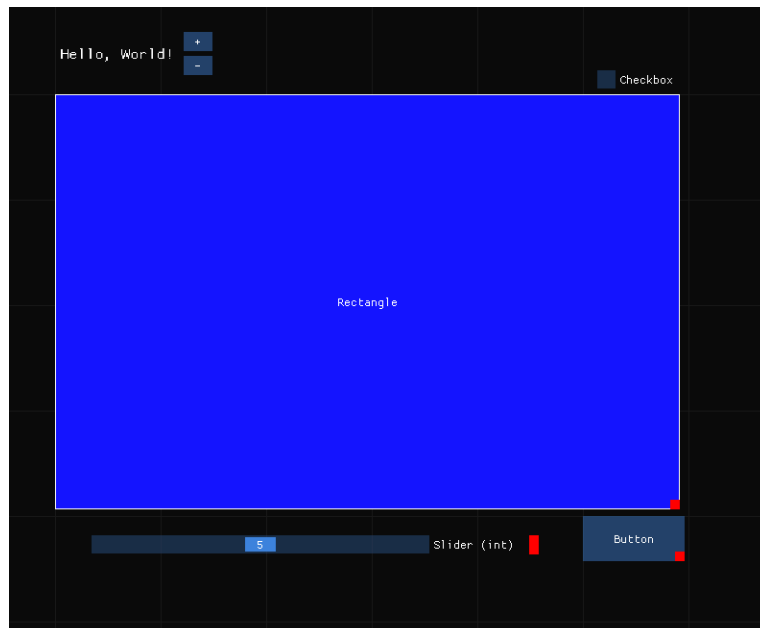 Hello, World!
+
-
Checkbox
Rectangle
5
Slider (int)
Button